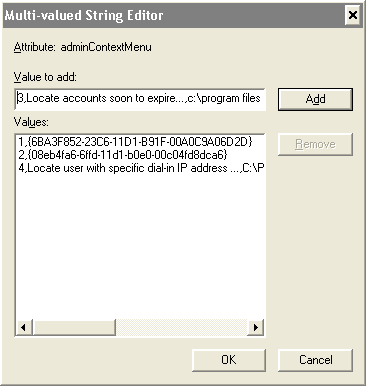 Multi-valued String Editor
Attribute: adminContextMenu
Value to add:
3,Locate accounts soon to expire...,c:\program files
Add
Values:
1,{6BA3F852-23C6-11D1-B91F-00A0C9A06D2D}
2,{08eb4fa6-6ffd-11d1-b0e0-00c04fd8dca6}
4,Locate user with specific dial-in IP address ...,C:\P
Remove
OK
Cancel